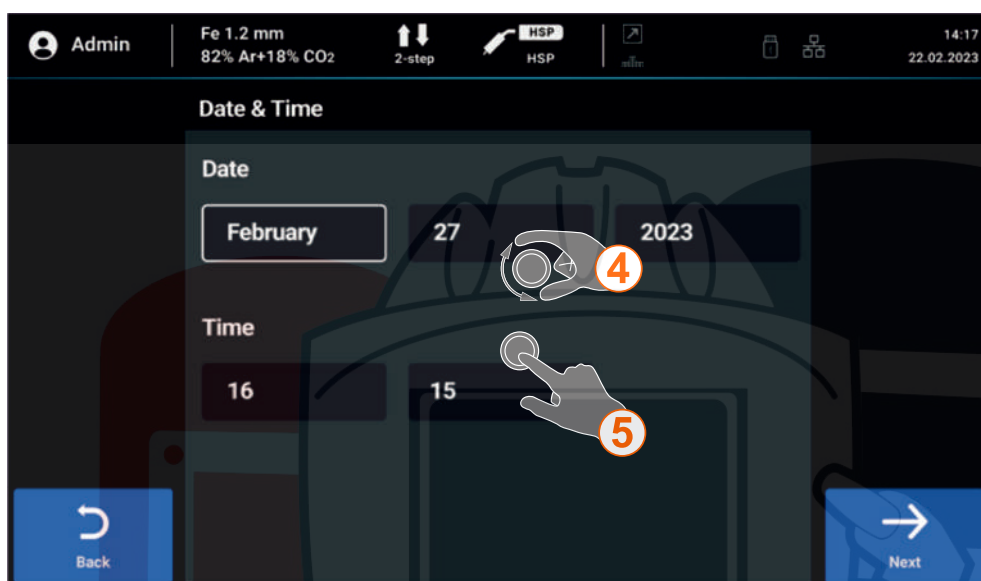 Admin
Fe 1.2 mm
82% Ar+18% CO2
2-step
HSP
HSP
14:17
22.02.2023
Date & Time
Date
February 27 2023
4
Time
16 15
5
Back
Next